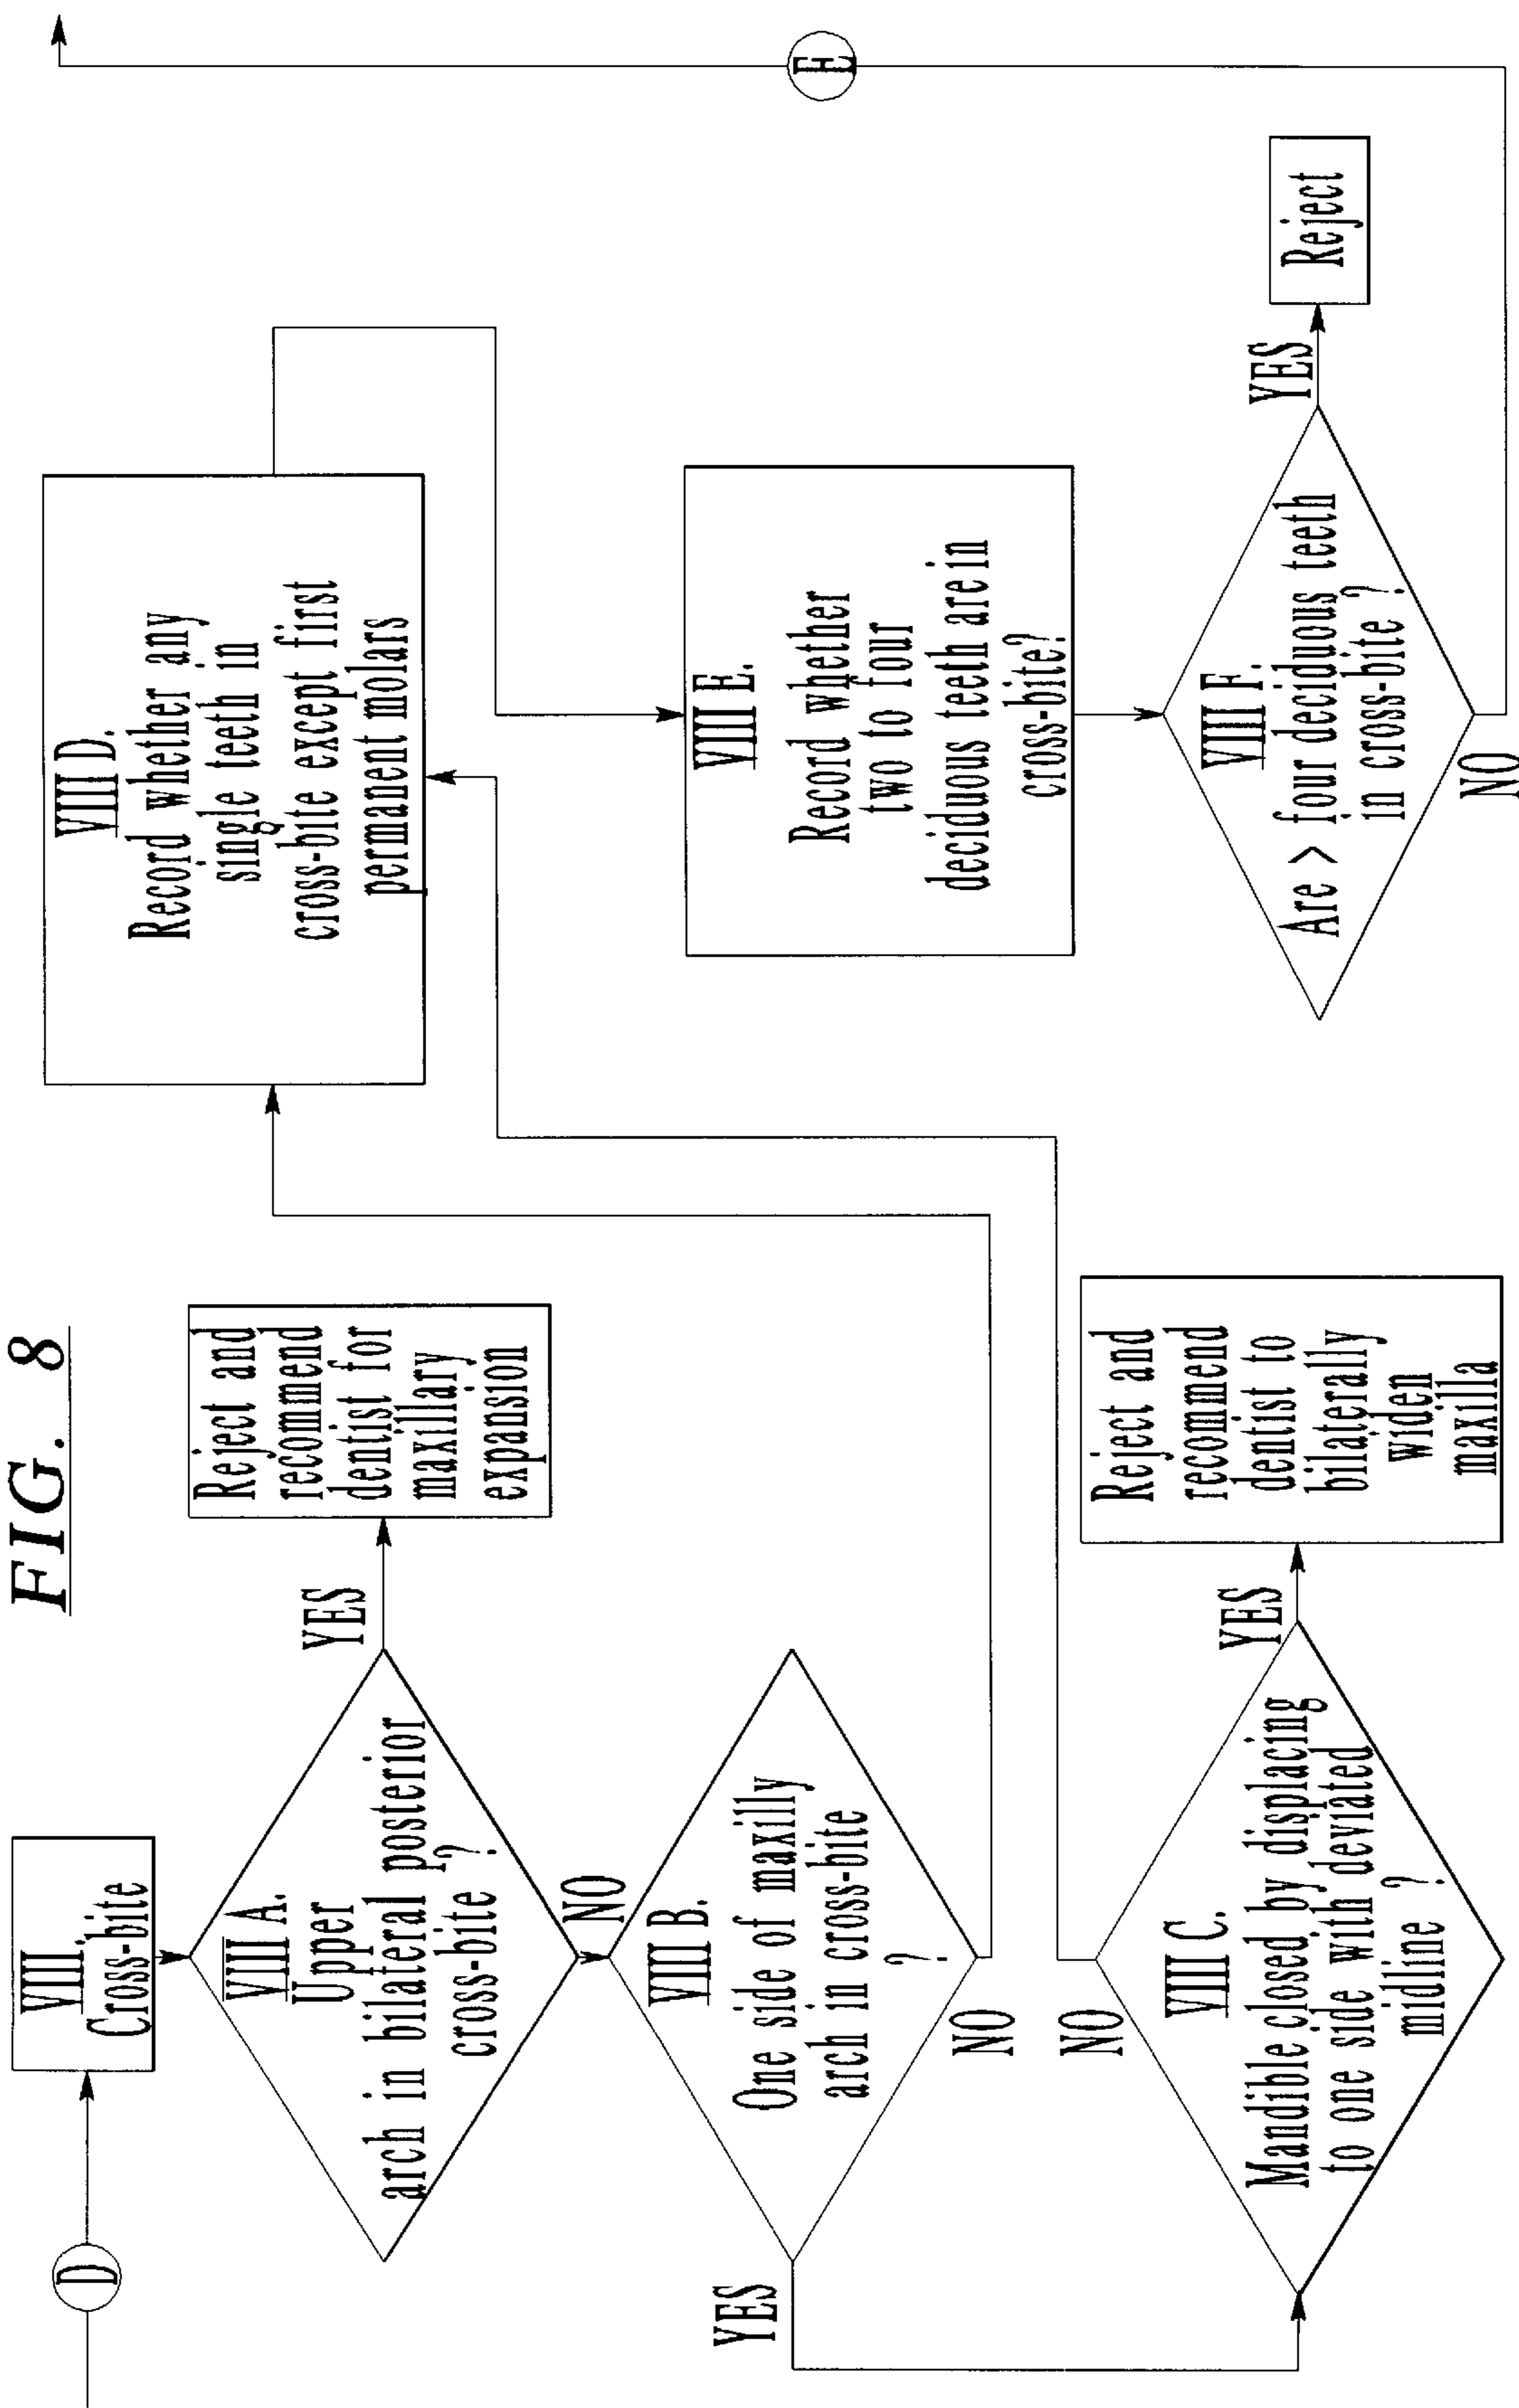 FIG. 8
D
VIII.
Cross-bite
VIII A.
Upper
arch in bilateral posterior
cross-bite ?
YES
Reject and
recommend
dentist for
maxillary
expansion
NO
VIII B.
One side of maxilly
arch in cross-bite
?
YES
NO
VIII C.
Mandible closed by displacing
to one side with deviated
midline ?
NO
YES
Reject and
recommend
dentist to
bilaterally
widen
maxilla
VIII D.
Record whether any
single teeth in
cross-bite except first
permanent molars
VIII E.
Record whether
two to four
deciduous teeth are in
cross-bite?
VIII F.
Are > four deciduous teeth
in cross-bite ?
YES
Reject
NO
E